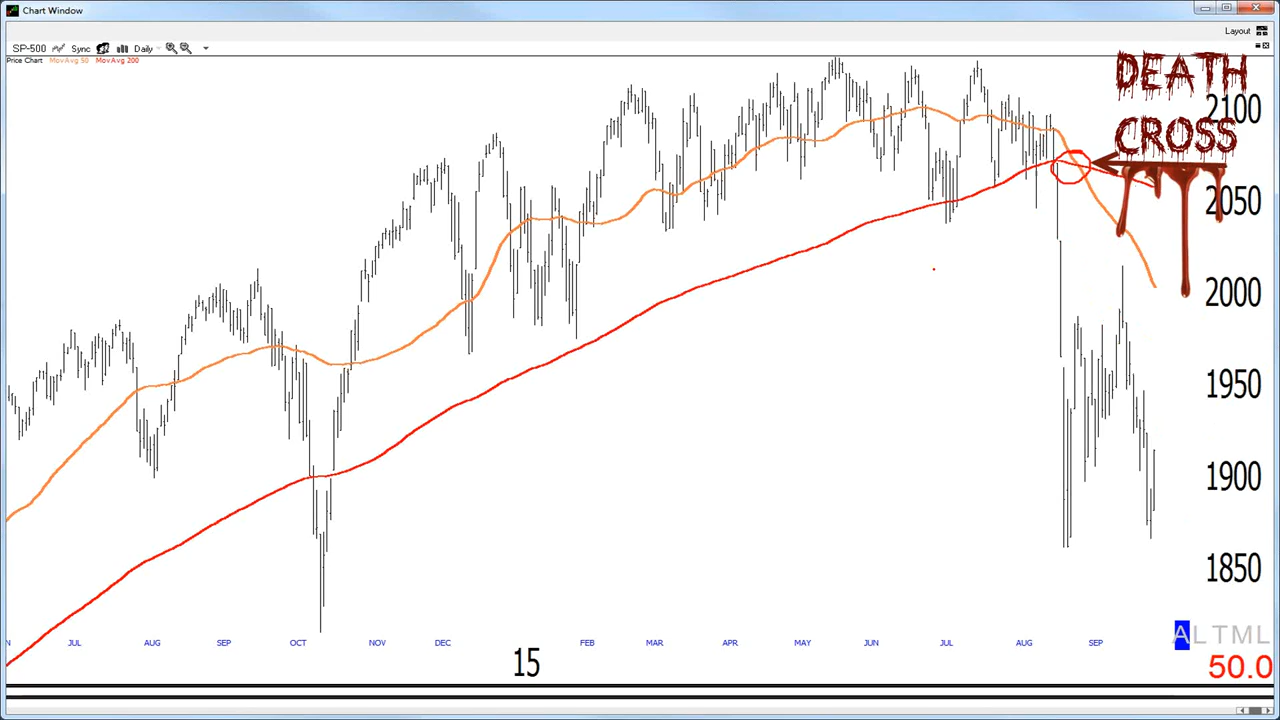 Chart Window
Layout
SP-500 Sync Daily
Price Chart MovAvg 50 MovAvg 200
DEATH
CROSS
2100
2050
2000
1950
1900
1850
N JUL AUG SEP OCT NOV DEC FEB MAR APR MAY JUN JUL AUG SEP
15
ALTML
50.0